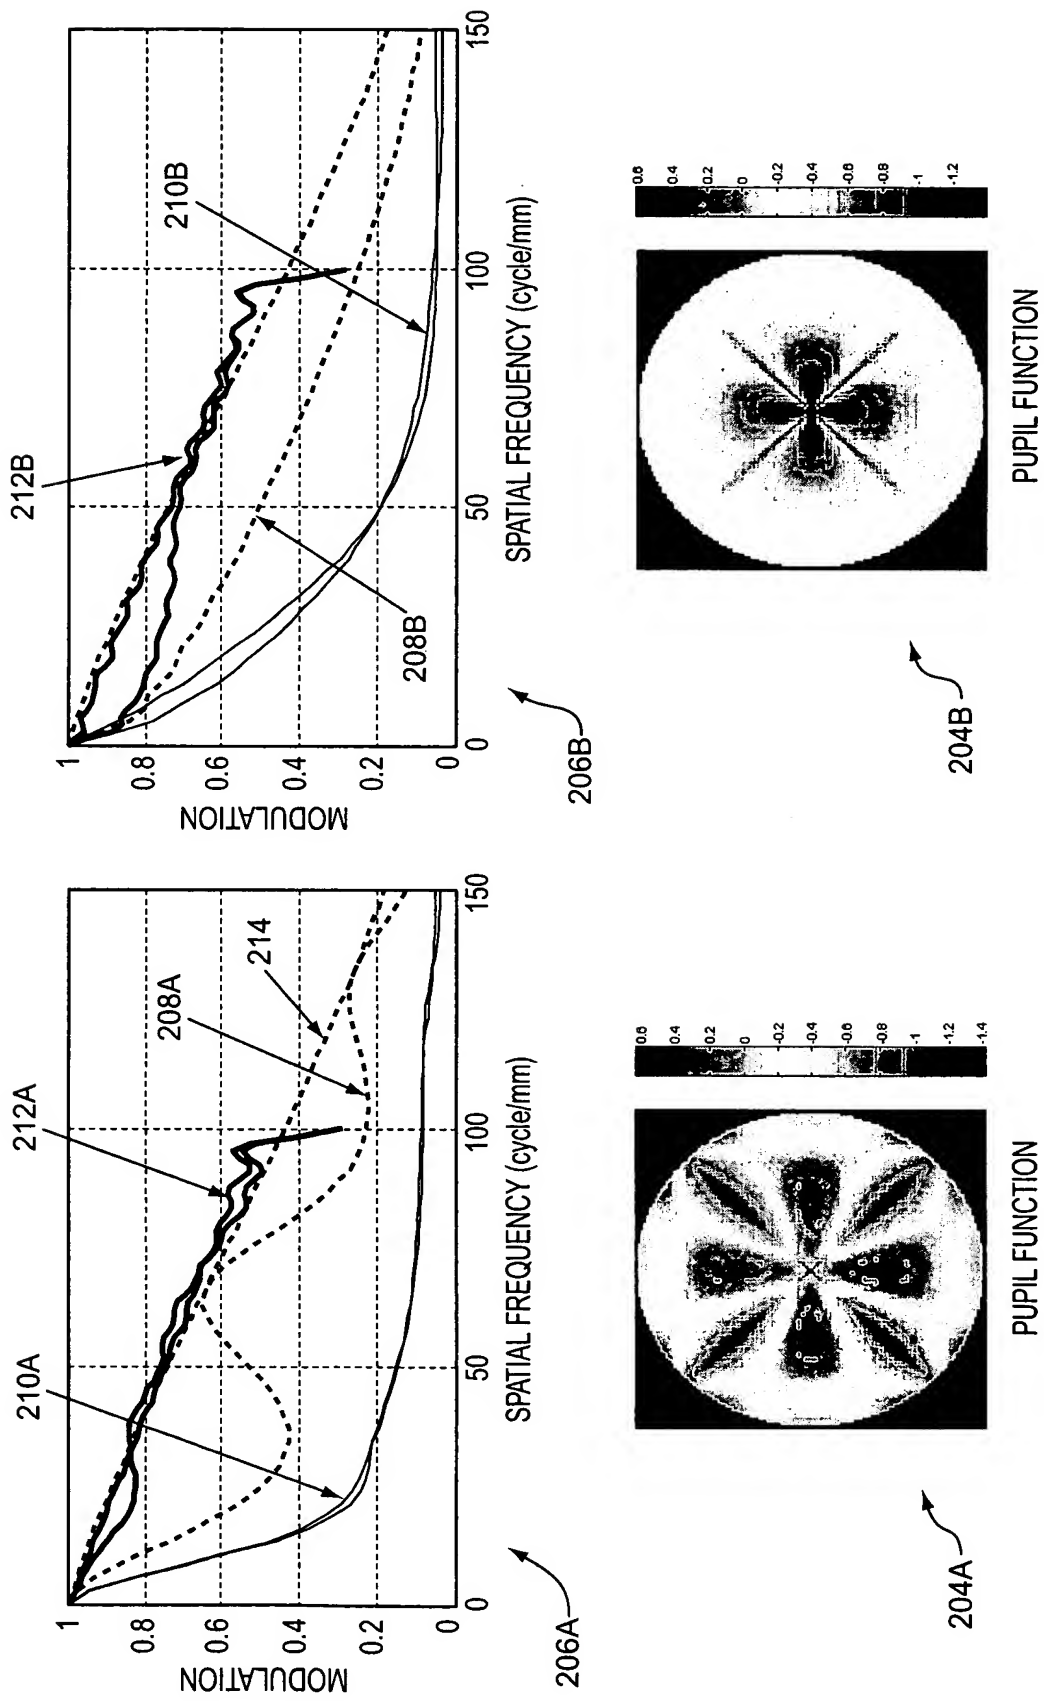 212A
214
208A
210A
MODULATION
1
0.8
0.6
0.4
0.2
0
0
50
100
150
SPATIAL FREQUENCY (cycle/mm)
206A
212B
210B
208B
MODULATION
1
0.8
0.6
0.4
0.2
0
0
50
100
150
SPATIAL FREQUENCY (cycle/mm)
206B
0.6
0.4
0.2
0
-0.2
-0.4
-0.6
-0.8
-1
-1.2
-1.4
PUPIL FUNCTION
204A
0.6
0.4
0.2
0
-0.2
-0.4
-0.6
-0.8
-1
-1.2
PUPIL FUNCTION
204B